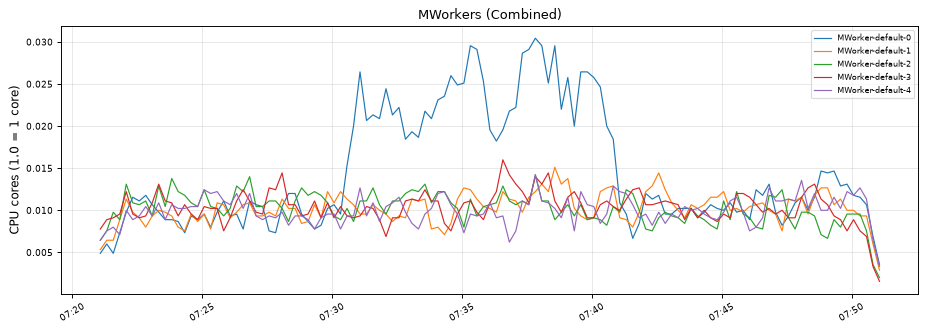 MWorkers (Combined)
CPU cores (1.0 = 1 core)
0.030
0.025
0.020
0.015
0.010
0.005
MWorker-default-0
MWorker-default-1
MWorker-default-2
MWorker-default-3
MWorker-default-4
07:20
07:25
07:30
07:35
07:40
07:45
07:50